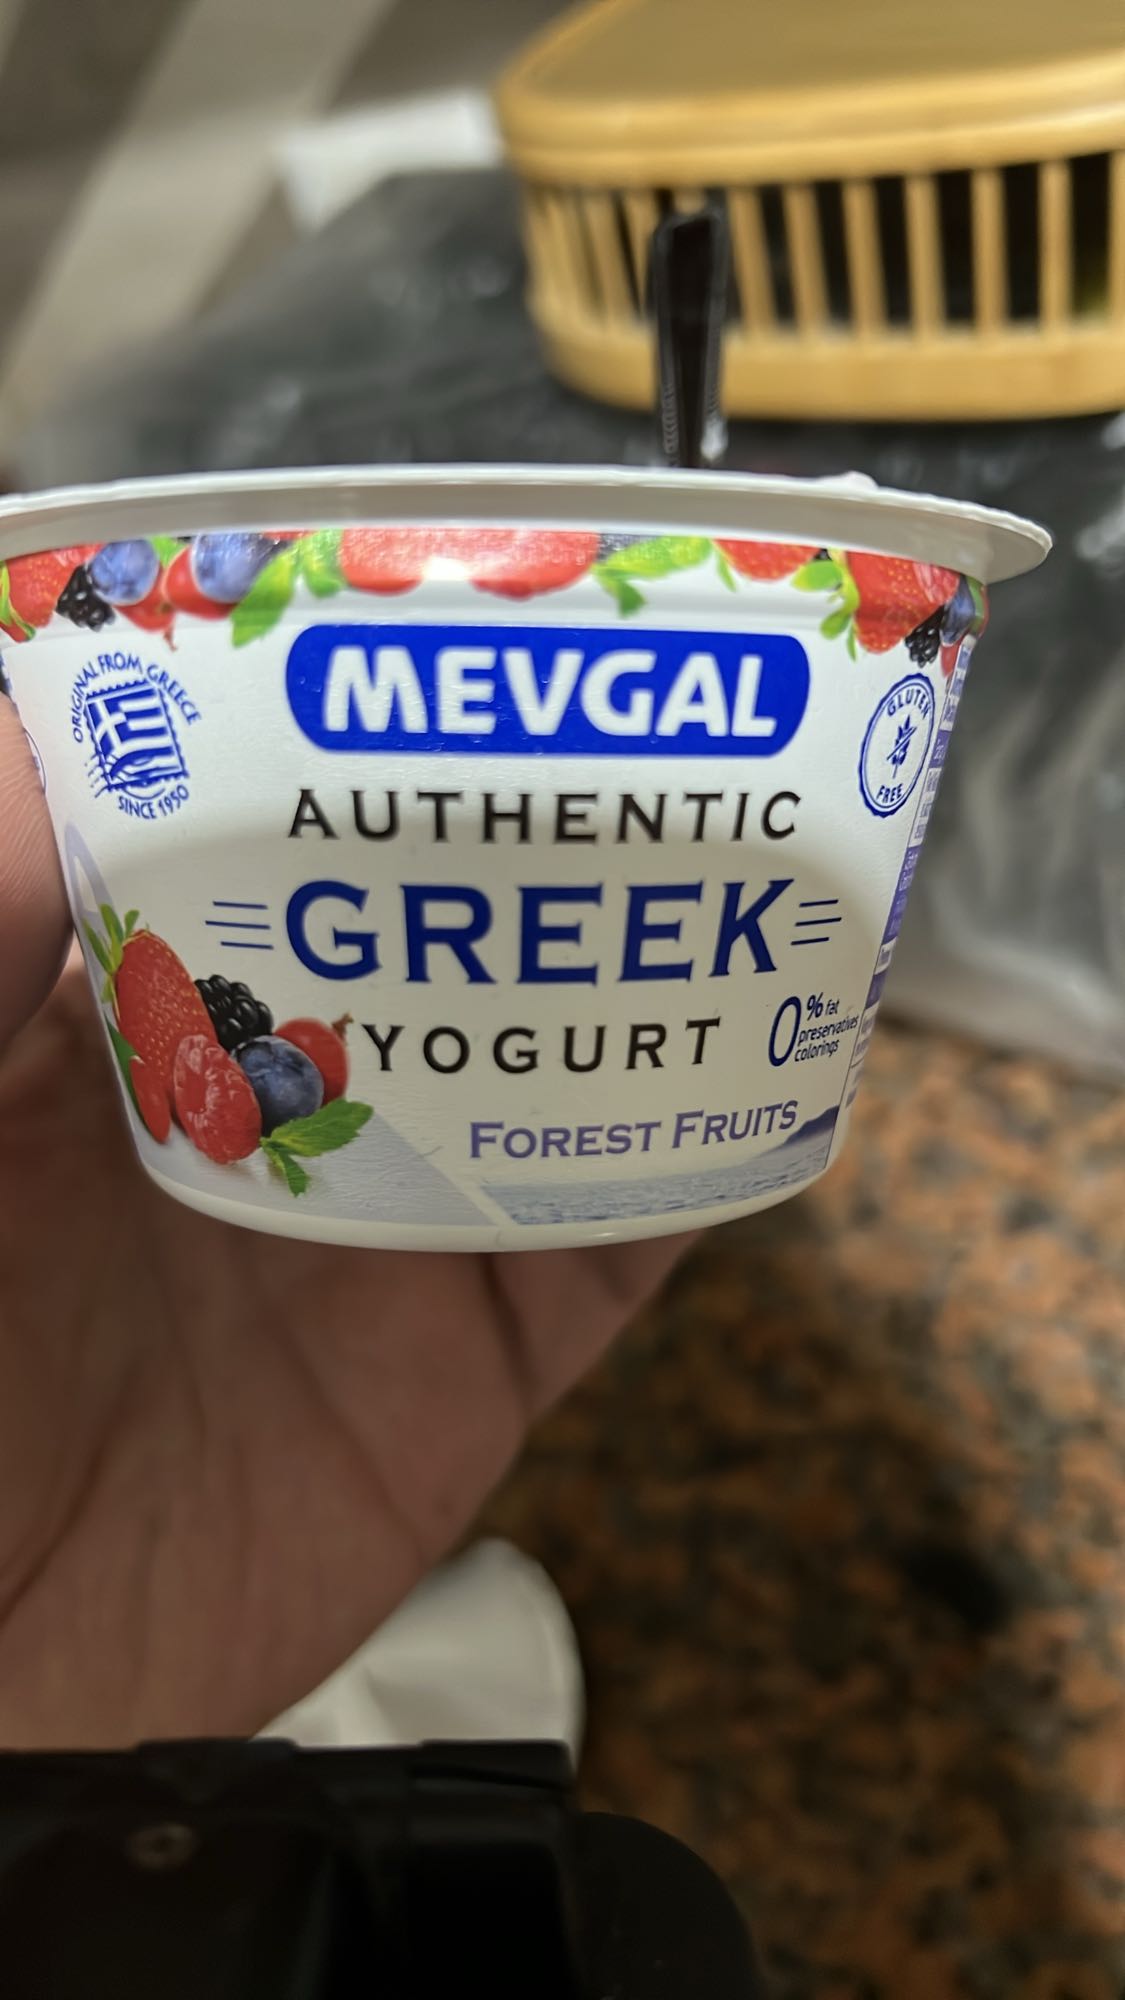 ORIGINAL FROM GREECE
SINCE 1950
MEVGAL
GLUTEN
FREE
AUTHENTIC
GREEK
YOGURT
0% fat
preservatives
colorings
FOREST FRUITS